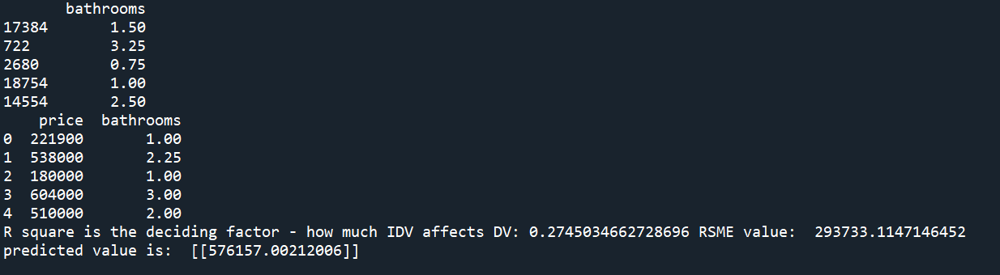 bathrooms
17384 1.50
722 3.25
2680 0.75
18754 1.00
14554 2.50
price bathrooms
0 221900 1.00
1 538000 2.25
2 180000 1.00
3 604000 3.00
4 510000 2.00
R square is the deciding factor - how much IDV affects DV: 0.2745034662728696 RSME value:  293733.1147146452
predicted value is:  [[576157.00212006]]